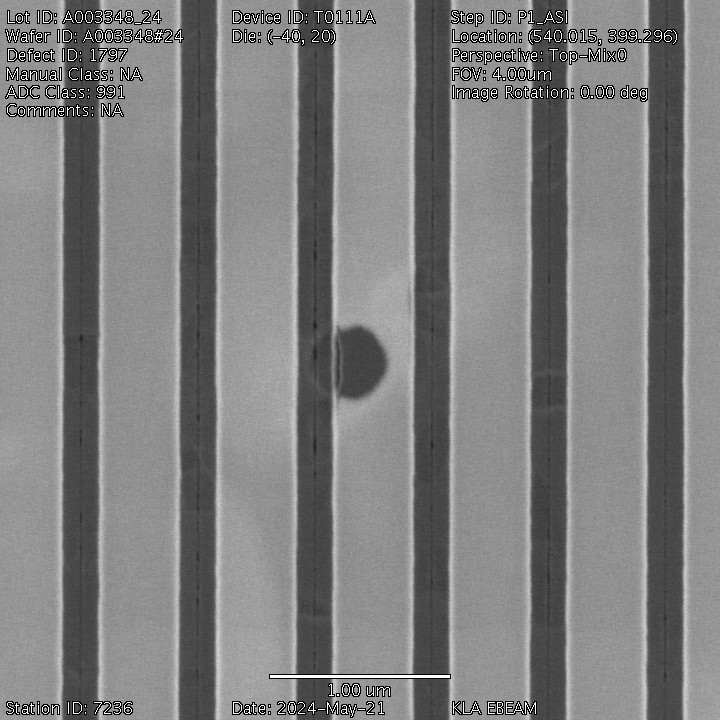 Lot ID: A003348_24
Device ID: T0111A
Step ID: P1_ASI
Wafer ID: A003348#24
Die: (-40, 20)
Location: (540.015, 399.296)
Defect ID: 1797
Perspective: Top-Mix0
Manual Class: NA
FOV: 4.00um
ADC Class: 991
Image Rotation: 0.00 deg
Comments: NA
1.00 um
Station ID: 7236
Date: 2024-May-21
KLA EBEAM